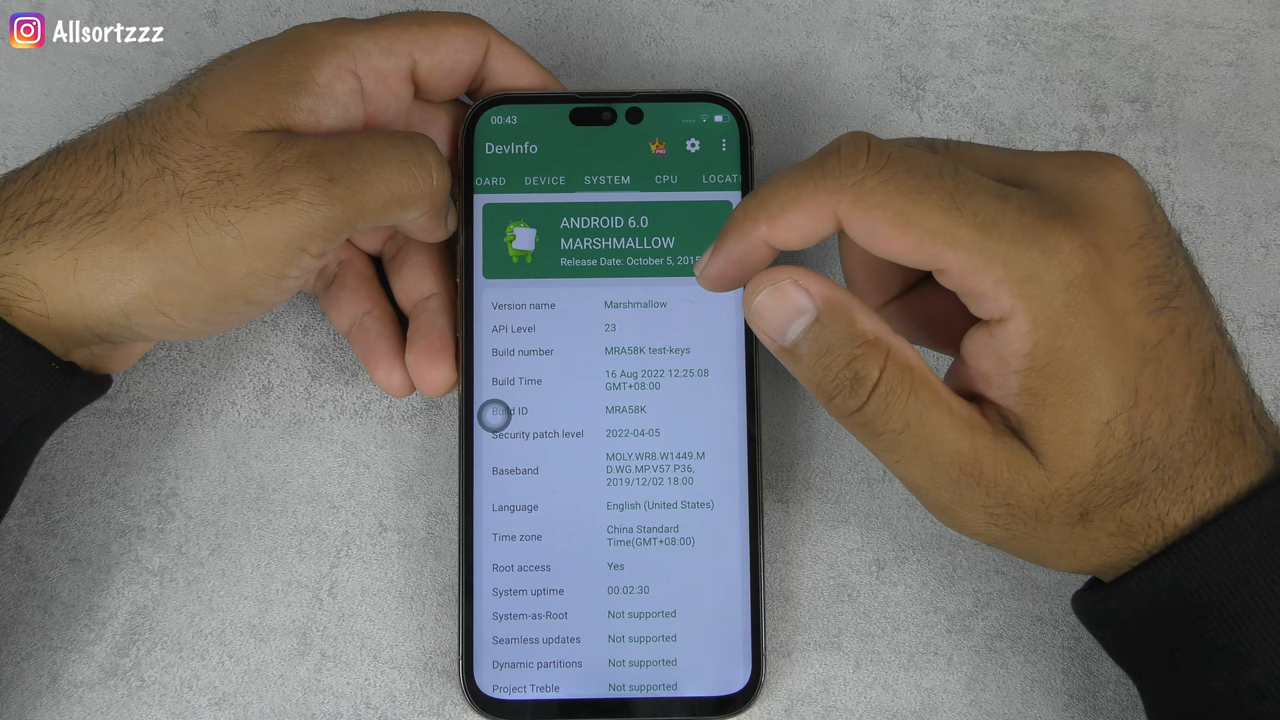 Allsortzzz
00:43
DevInfo
PRO
OARD DEVICE SYSTEM CPU LOCAT
ANDROID 6.0
MARSHMALLOW
Release Date: October 5, 2015
Version name Marshmallow
API Level 23
Build number MRA58K test-keys
Build Time 16 Aug 2022 12:25:08
GMT+08:00
Build ID MRA58K
Security patch level 2022-04-05
Baseband MOLY.WR8.W1449.M
D.WG.MP.V57.P36,
2019/12/02 18:00
Language English (United States)
Time zone China Standard
Time(GMT+08:00)
Root access Yes
System uptime 00:02:30
System-as-Root Not supported
Seamless updates Not supported
Dynamic partitions Not supported
Project Treble Not supported